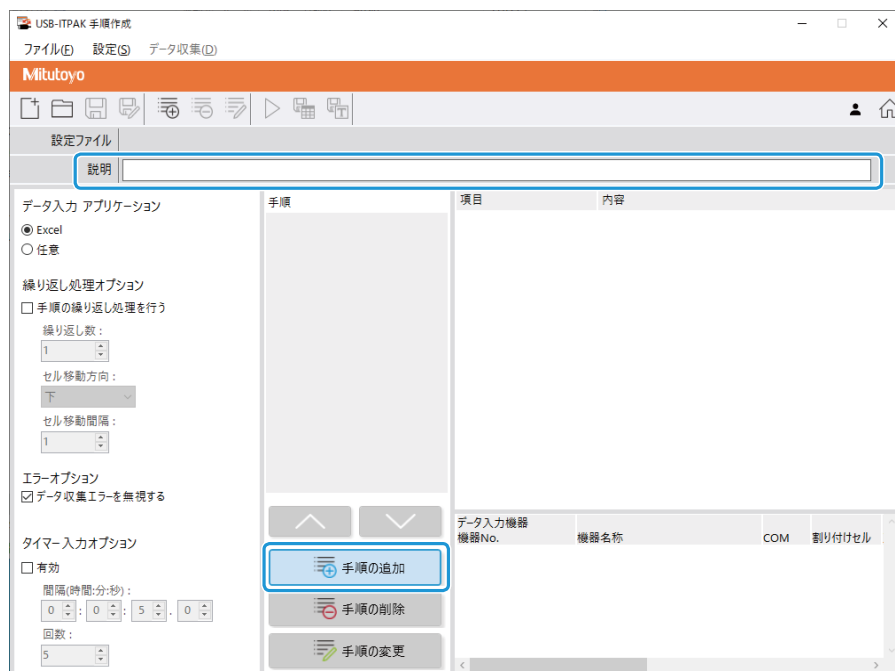 USB-ITPAK 手順作成
ファイル(F) 設定(S) データ収集(D)
Mitutoyo
設定ファイル
説明
データ入力 アプリケーション
Excel
任意
繰り返し処理オプション
手順の繰り返し処理を行う
繰り返し数 :
1
セル移動方向 :
下
セル移動間隔 :
1
エラーオプション
データ収集エラーを無視する
タイマー入力オプション
有効
間隔(時間:分:秒) :
0 : 0 : 5 . 0
回数 :
5
手順
手順の追加
手順の削除
手順の変更
項目 内容
データ入力機器
機器No. 機器名称 COM 割り付けセル